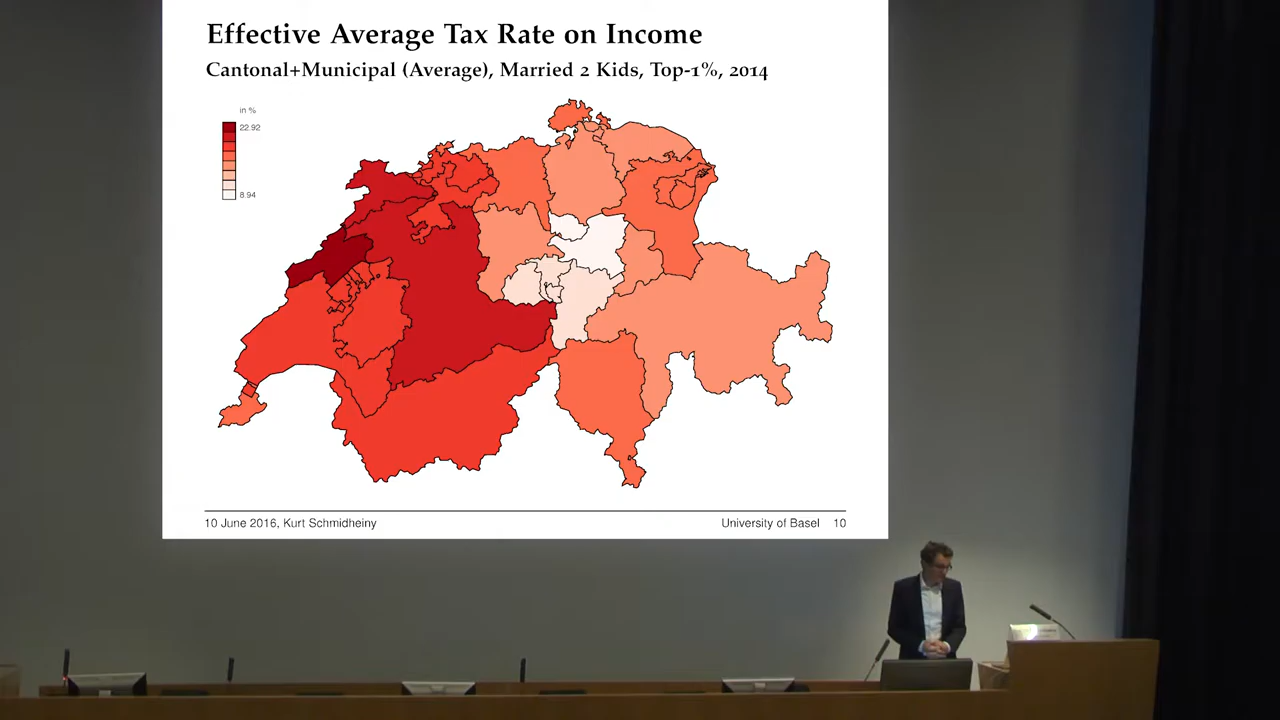 Effective Average Tax Rate on Income
Cantonal+Municipal (Average), Married 2 Kids, Top-1%, 2014
in %
22.92
8.94
10 June 2016, Kurt Schmidheiny
University of Basel 10